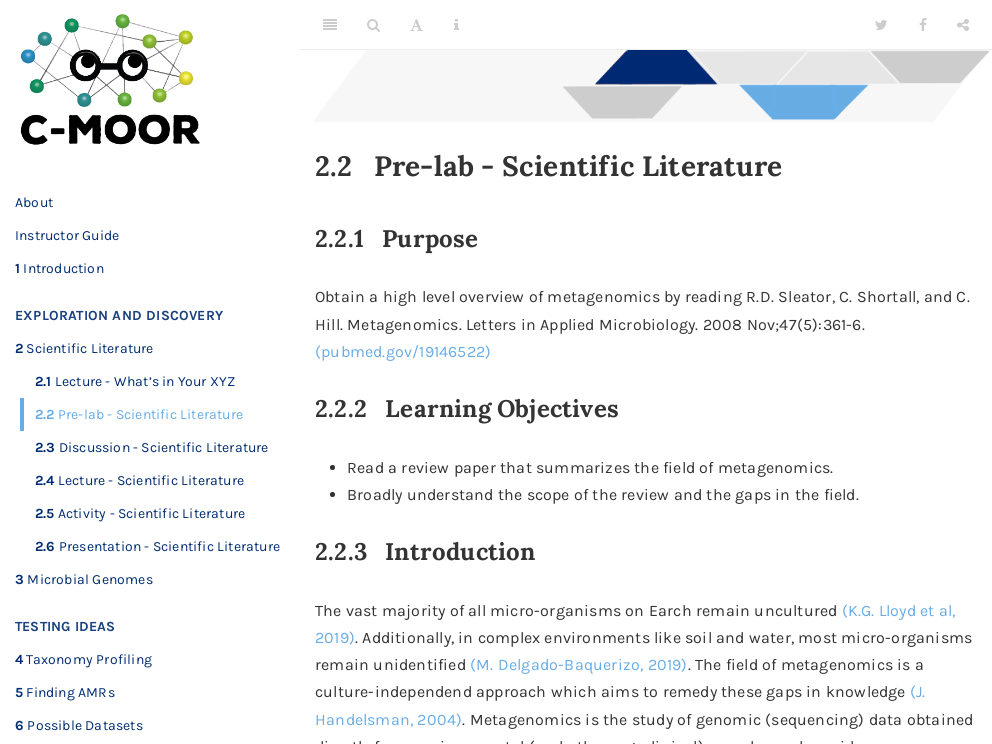 C-MOOR
About
Instructor Guide
1 Introduction
EXPLORATION AND DISCOVERY
2 Scientific Literature
2.1 Lecture - What's in Your XYZ
2.2 Pre-lab - Scientific Literature
2.3 Discussion - Scientific Literature
2.4 Lecture - Scientific Literature
2.5 Activity - Scientific Literature
2.6 Presentation - Scientific Literature
3 Microbial Genomes
TESTING IDEAS
4 Taxonomy Profiling
5 Finding AMRs
6 Possible Datasets
A i
2.2 Pre-lab - Scientific Literature
2.2.1 Purpose
Obtain a high level overview of metagenomics by reading R.D. Sleator, C. Shortall, and C.
Hill. Metagenomics. Letters in Applied Microbiology. 2008 Nov;47(5):361-6.
(pubmed.gov/19146522)
2.2.2 Learning Objectives
• Read a review paper that summarizes the field of metagenomics.
• Broadly understand the scope of the review and the gaps in the field.
2.2.3 Introduction
The vast majority of all micro-organisms on Earch remain uncultured (K.G. Lloyd et al,
2019). Additionally, in complex environments like soil and water, most micro-organisms
remain unidentified (M. Delgado-Baquerizo, 2019). The field of metagenomics is a
culture-independent approach which aims to remedy these gaps in knowledge (J.
Handelsman, 2004). Metagenomics is the study of genomic (sequencing) data obtained